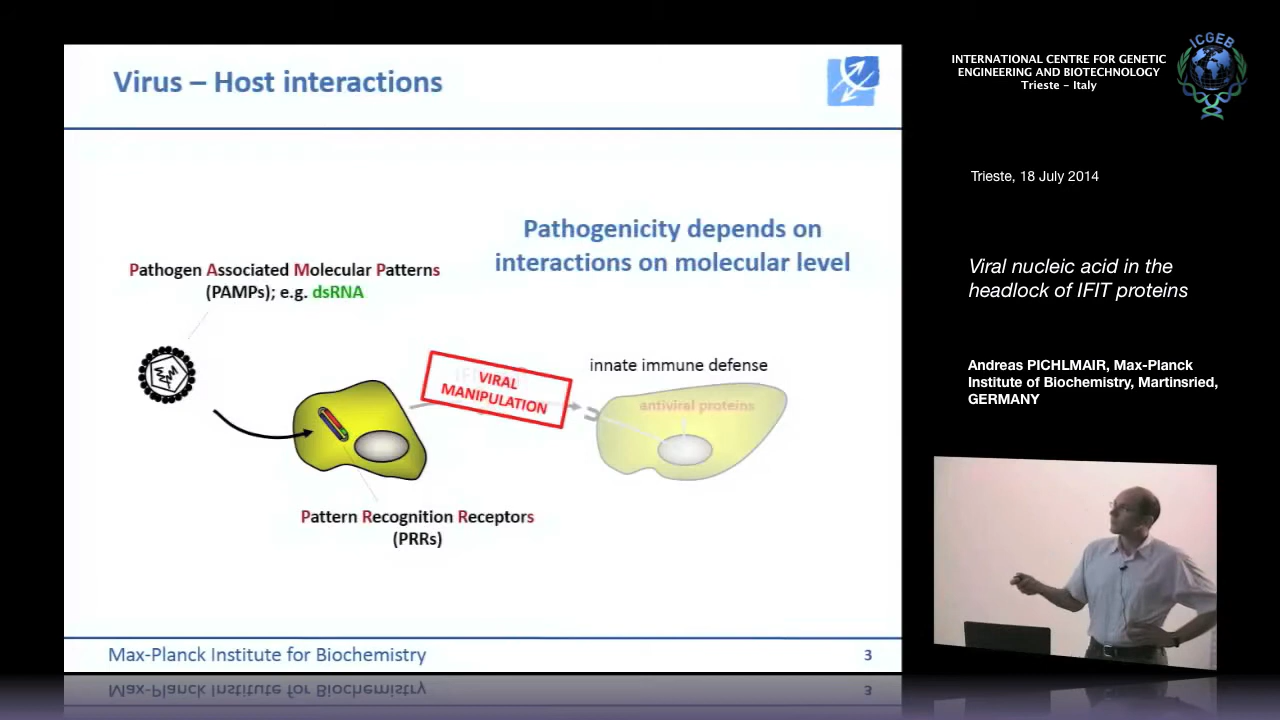 Virus – Host interactions
Pathogenicity depends on
interactions on molecular level
Pathogen Associated Molecular Patterns
(PAMPs); e.g. dsRNA
VIRAL
MANIPULATION
innate immune defense
antiviral proteins
Pattern Recognition Receptors
(PRRs)
Max-Planck Institute for Biochemistry
3
INTERNATIONAL CENTRE FOR GENETIC
ENGINEERING AND BIOTECHNOLOGY
Trieste – Italy
ICGEB
Trieste, 18 July 2014
Viral nucleic acid in the
headlock of IFIT proteins
Andreas PICHLMAIR, Max-Planck
Institute of Biochemistry, Martinsried,
GERMANY